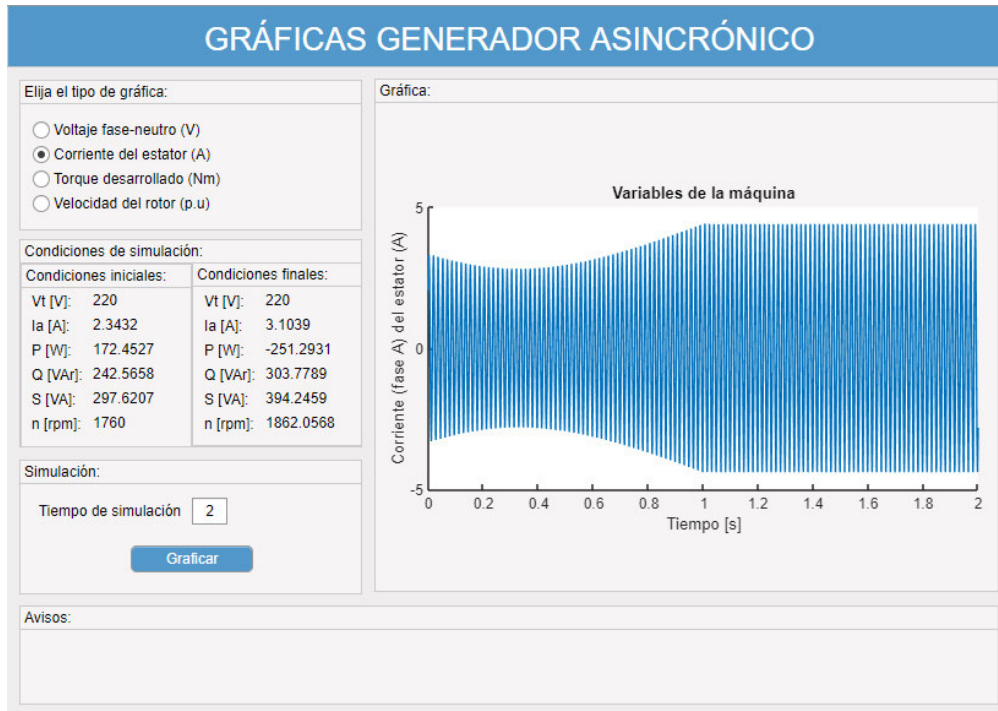 GRÁFICAS GENERADOR ASINCRÓNICO
Elija el tipo de gráfica:
Voltaje fase-neutro (V)
Corriente del estator (A)
Torque desarrollado (Nm)
Velocidad del rotor (p.u)
Condiciones de simulación:
Condiciones iniciales:
Vt [V]: 220
Ia [A]: 2.3432
P [W]: 172.4527
Q [VAr]: 242.5658
S [VA]: 297.6207
n [rpm]: 1760
Condiciones finales:
Vt [V]: 220
Ia [A]: 3.1039
P [W]: -251.2931
Q [VAr]: 303.7789
S [VA]: 394.2459
n [rpm]: 1862.0568
Simulación:
Tiempo de simulación 2
Graficar
Gráfica:
Variables de la máquina
Corriente (fase A) del estator (A)
5
0
-5
0 0.2 0.4 0.6 0.8 1 1.2 1.4 1.6 1.8 2
Tiempo [s]
Avisos: